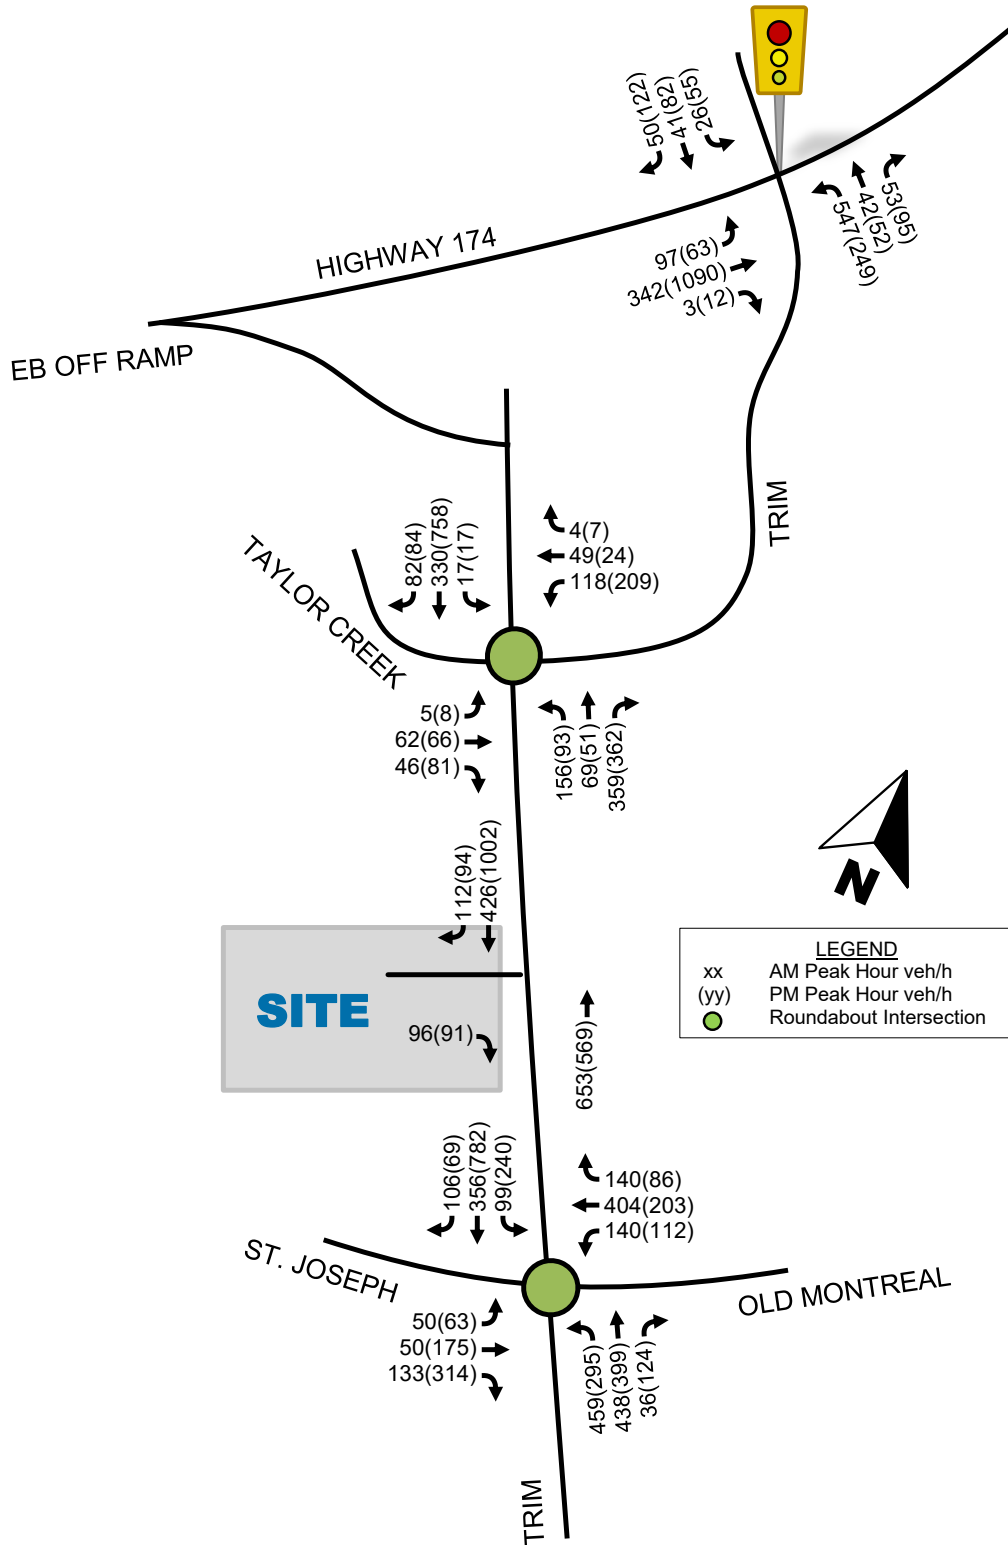 50(122)
41(82)
26(55)
53(95)
42(52)
547(249)
HIGHWAY 174
97(63)
342(1090)
3(12)
EB OFF RAMP
TRIM
82(84)
330(758)
17(17)
4(7)
49(24)
118(209)
TAYLOR CREEK
5(8)
62(66)
46(81)
156(93)
69(51)
359(362)
112(94)
426(1002)
N
LEGEND
xx AM Peak Hour veh/h
(yy) PM Peak Hour veh/h
Roundabout Intersection
SITE
96(91)
653(569)
106(69)
356(782)
99(240)
140(86)
404(203)
140(112)
ST. JOSEPH
OLD MONTREAL
50(63)
50(175)
133(314)
459(295)
438(399)
36(124)
TRIM